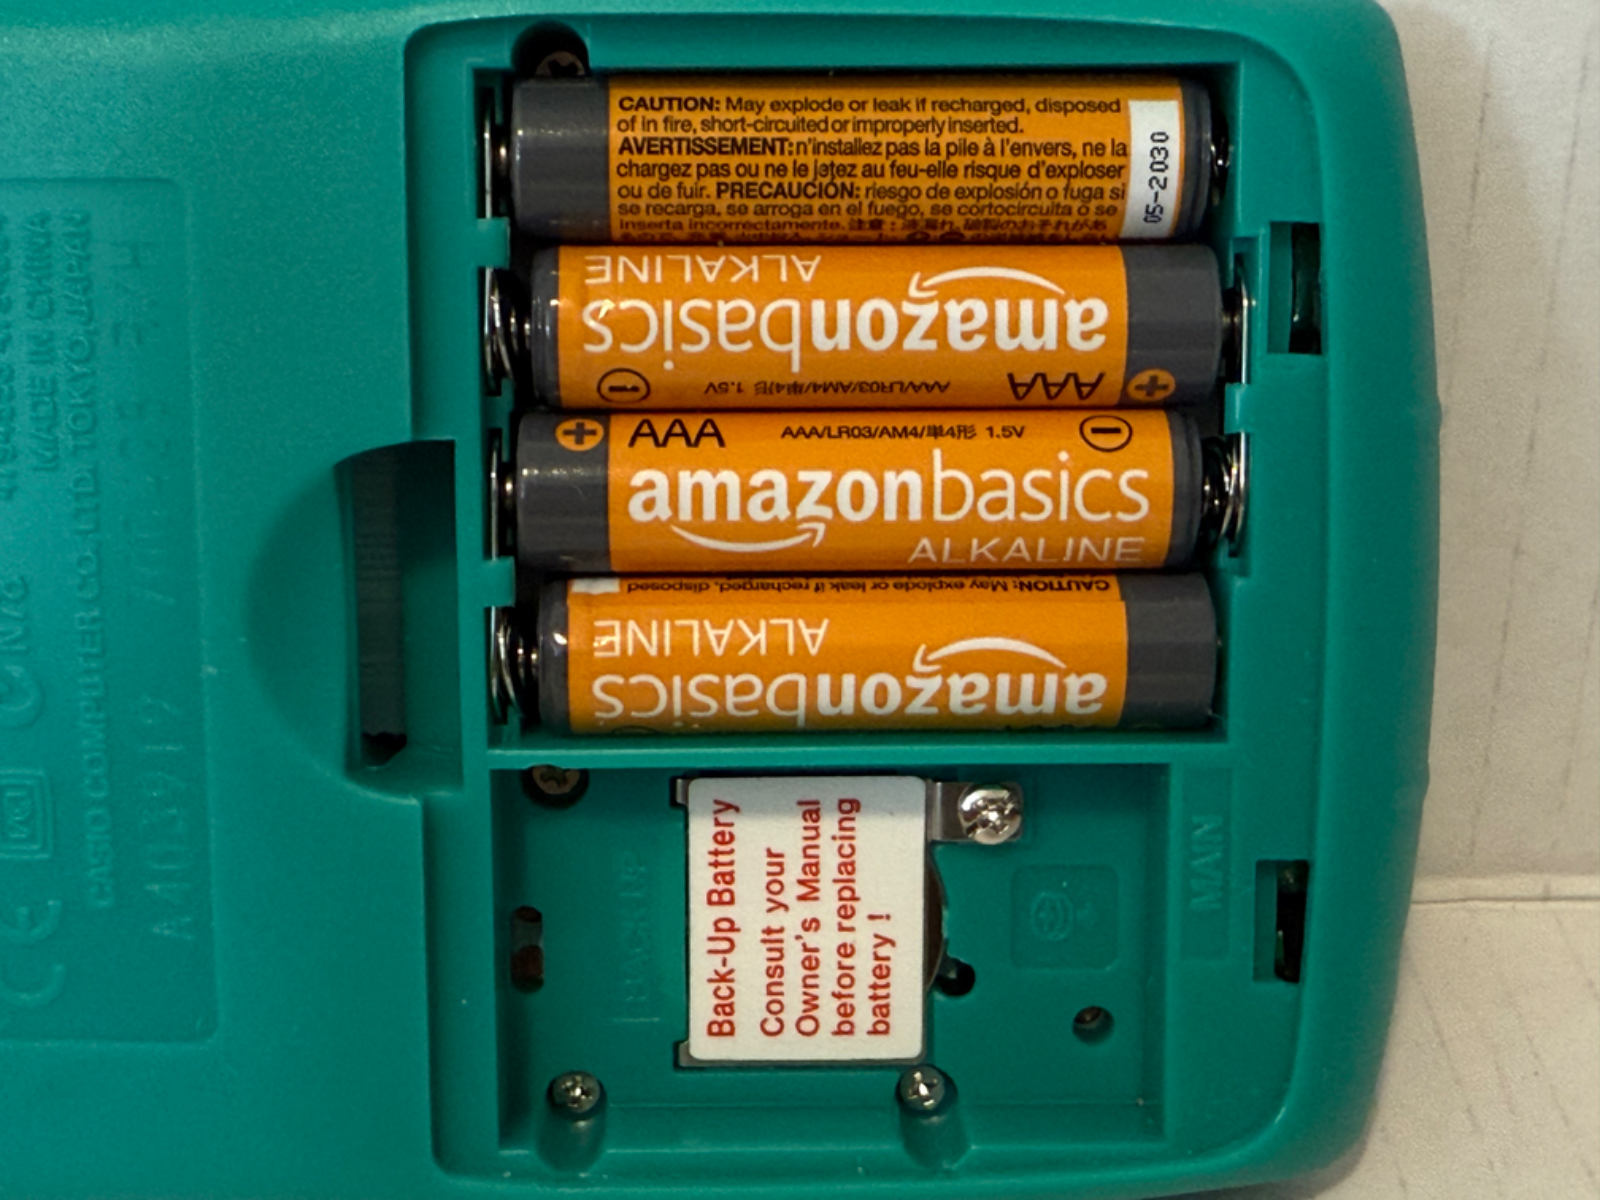 CAUTION: May explode or leak if recharged, disposed
of in fire, short-circuited or improperly inserted.
AVERTISSEMENT: n'installez pas la pile à l'envers, ne la
chargez pas ou ne le jetez au feu-elle risque d'exploser
ou de fuir. PRECAUCIÓN: riesgo de explosión o fuga si
se recarga, se arroga en el fuego, se cortocircuita o se
inserta incorrectamente. 注意:
05-2030
AAA
AAA/LR03/AM4/単4形 1.5V
amazonbasics
ALKALINE
AAA
AAA/LR03/AM4/単4形 1.5V
amazonbasics
ALKALINE
CAUTION: May explode or leak if recharged, disposed
amazonbasics
ALKALINE
Back-Up Battery
Consult your
Owner's Manual
before replacing
battery !
BACK UP
MAIN
CASIO COMPUTER CO., LTD. TOKYO, JAPAN
MADE IN CHINA
CE